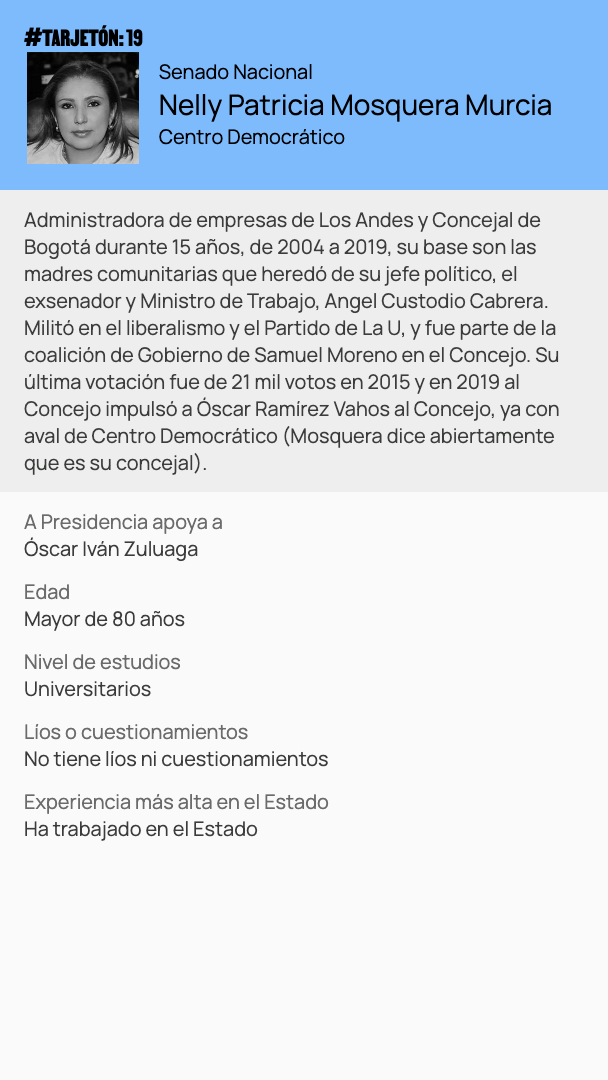 #TARJETÓN: 19
Senado Nacional
Nelly Patricia Mosquera Murcia
Centro Democrático
Administradora de empresas de Los Andes y Concejal de
Bogotá durante 15 años, de 2004 a 2019, su base son las
madres comunitarias que heredó de su jefe político, el
exsenador y Ministro de Trabajo, Angel Custodio Cabrera.
Militó en el liberalismo y el Partido de La U, y fue parte de la
coalición de Gobierno de Samuel Moreno en el Concejo. Su
última votación fue de 21 mil votos en 2015 y en 2019 al
Concejo impulsó a Óscar Ramírez Vahos al Concejo, ya con
aval de Centro Democrático (Mosquera dice abiertamente
que es su concejal).
A Presidencia apoya a
Óscar Iván Zuluaga
Edad
Mayor de 80 años
Nivel de estudios
Universitarios
Líos o cuestionamientos
No tiene líos ni cuestionamientos
Experiencia más alta en el Estado
Ha trabajado en el Estado